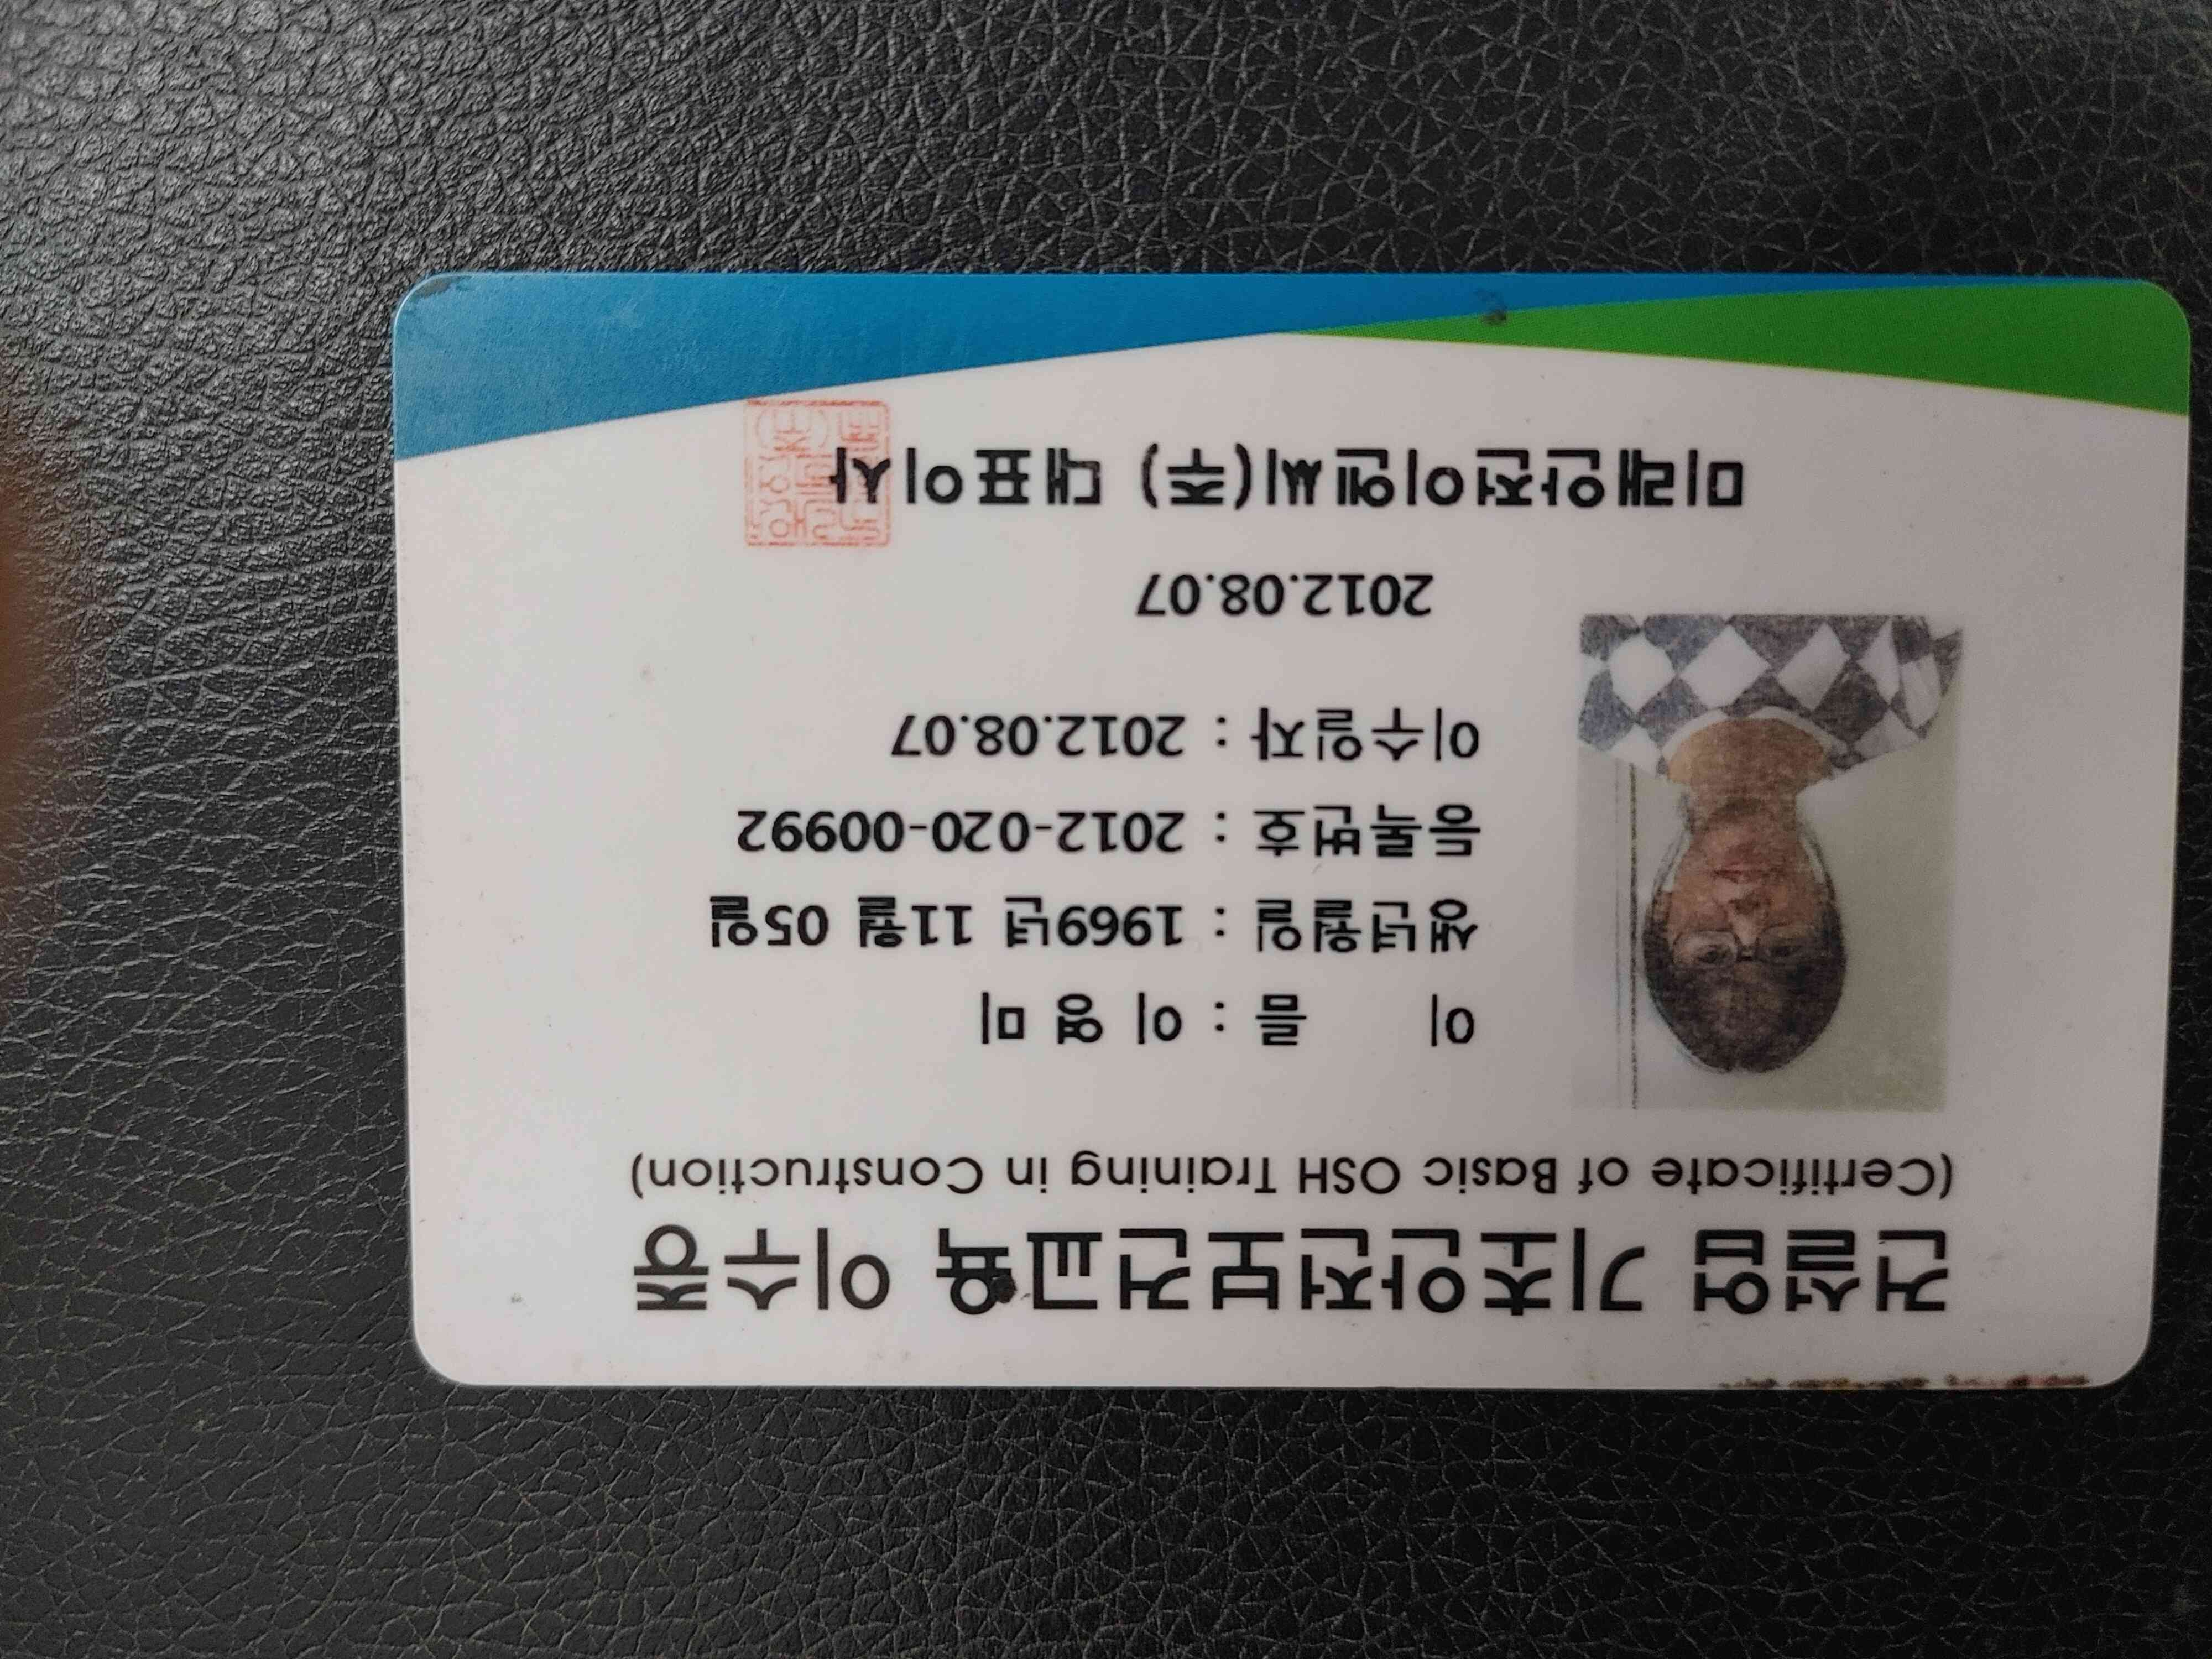 건설업 기초안전보건교육 이수증
(Certificate of Basic OSH Training in Construction)
이 름 : 이 영 미
생년월일 : 1969년 11월 05일
등록번호 : 2012-020-00992
이수일자 : 2012.08.07
2012.08.07
미래안전이엔씨(주) 대표이사